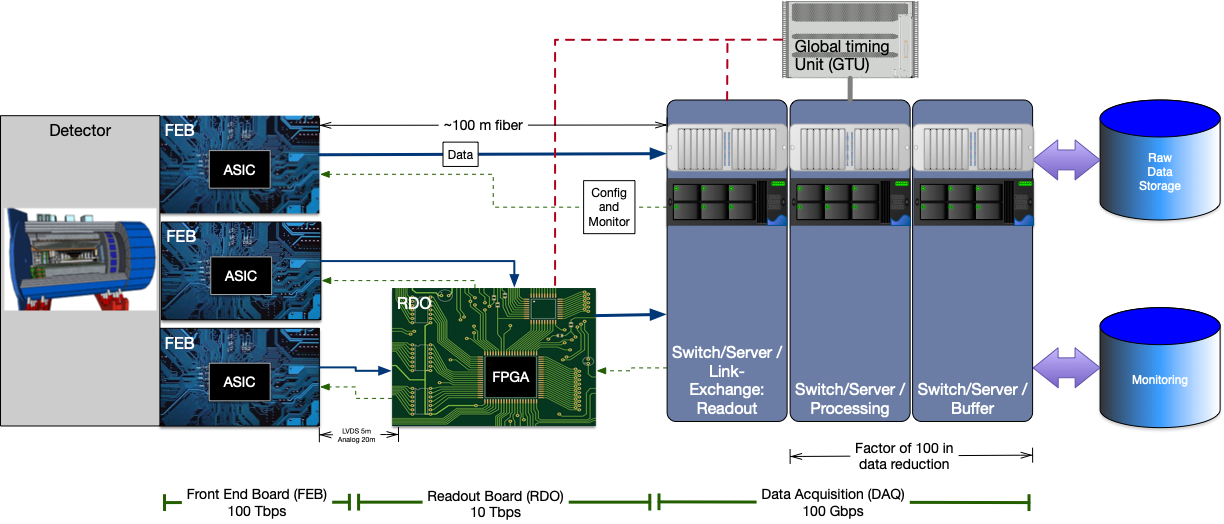 Global timing
Unit (GTU)
Detector
FEB
ASIC
~100 m fiber
Data
Config
and
Monitor
Raw
Data
Storage
FEB
ASIC
RDO
FPGA
FEB
ASIC
Switch/Server /
Link-
Exchange:
Readout
Switch/Server /
Processing
Switch/Server /
Buffer
Monitoring
LVDS 5m
Analog 20m
Factor of 100 in
data reduction
Front End Board (FEB)
100 Tbps
Readout Board (RDO)
10 Tbps
Data Acquisition (DAQ)
100 Gbps